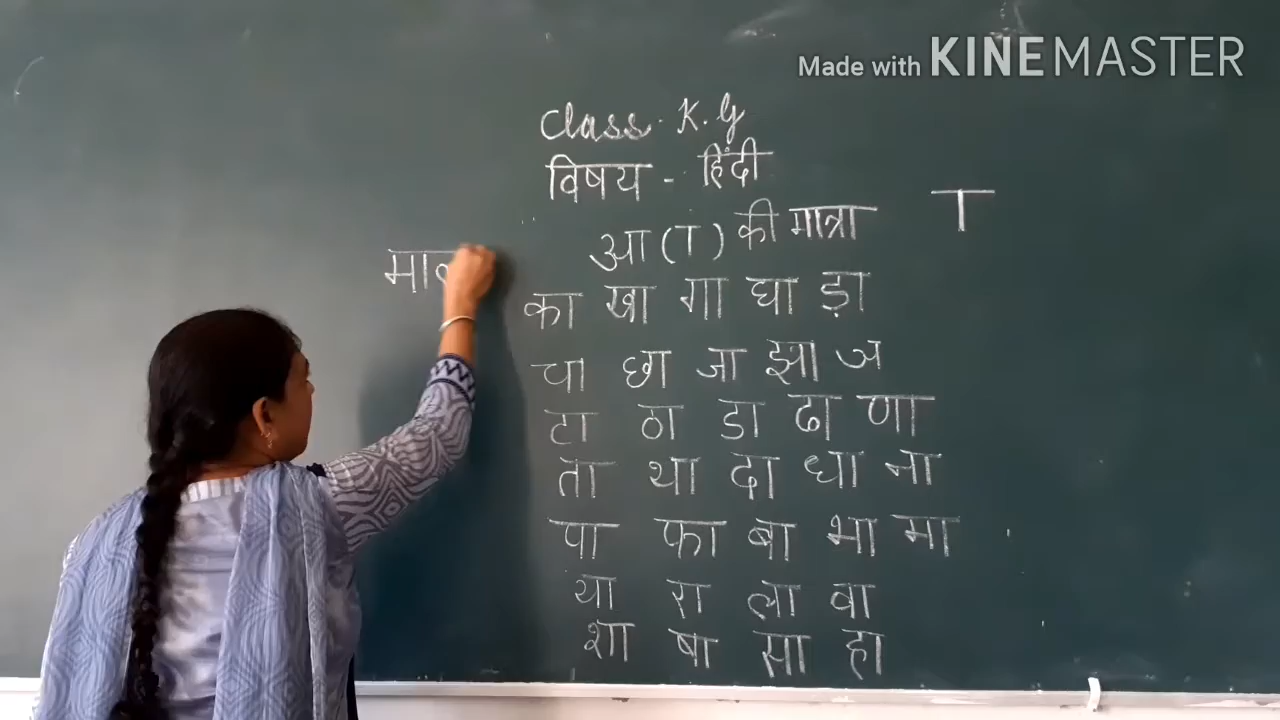 Made with KINEMASTER
Class. K.G
विषय - हिंदी
आ (ा) की मात्रा ा
का खा गा घा ड़ा
चा छा जा झा ञ
टा ठा डा ढा णा
ता था दा धा ना
पा फा बा भा मा
या रा ला वा
शा षा सा हा